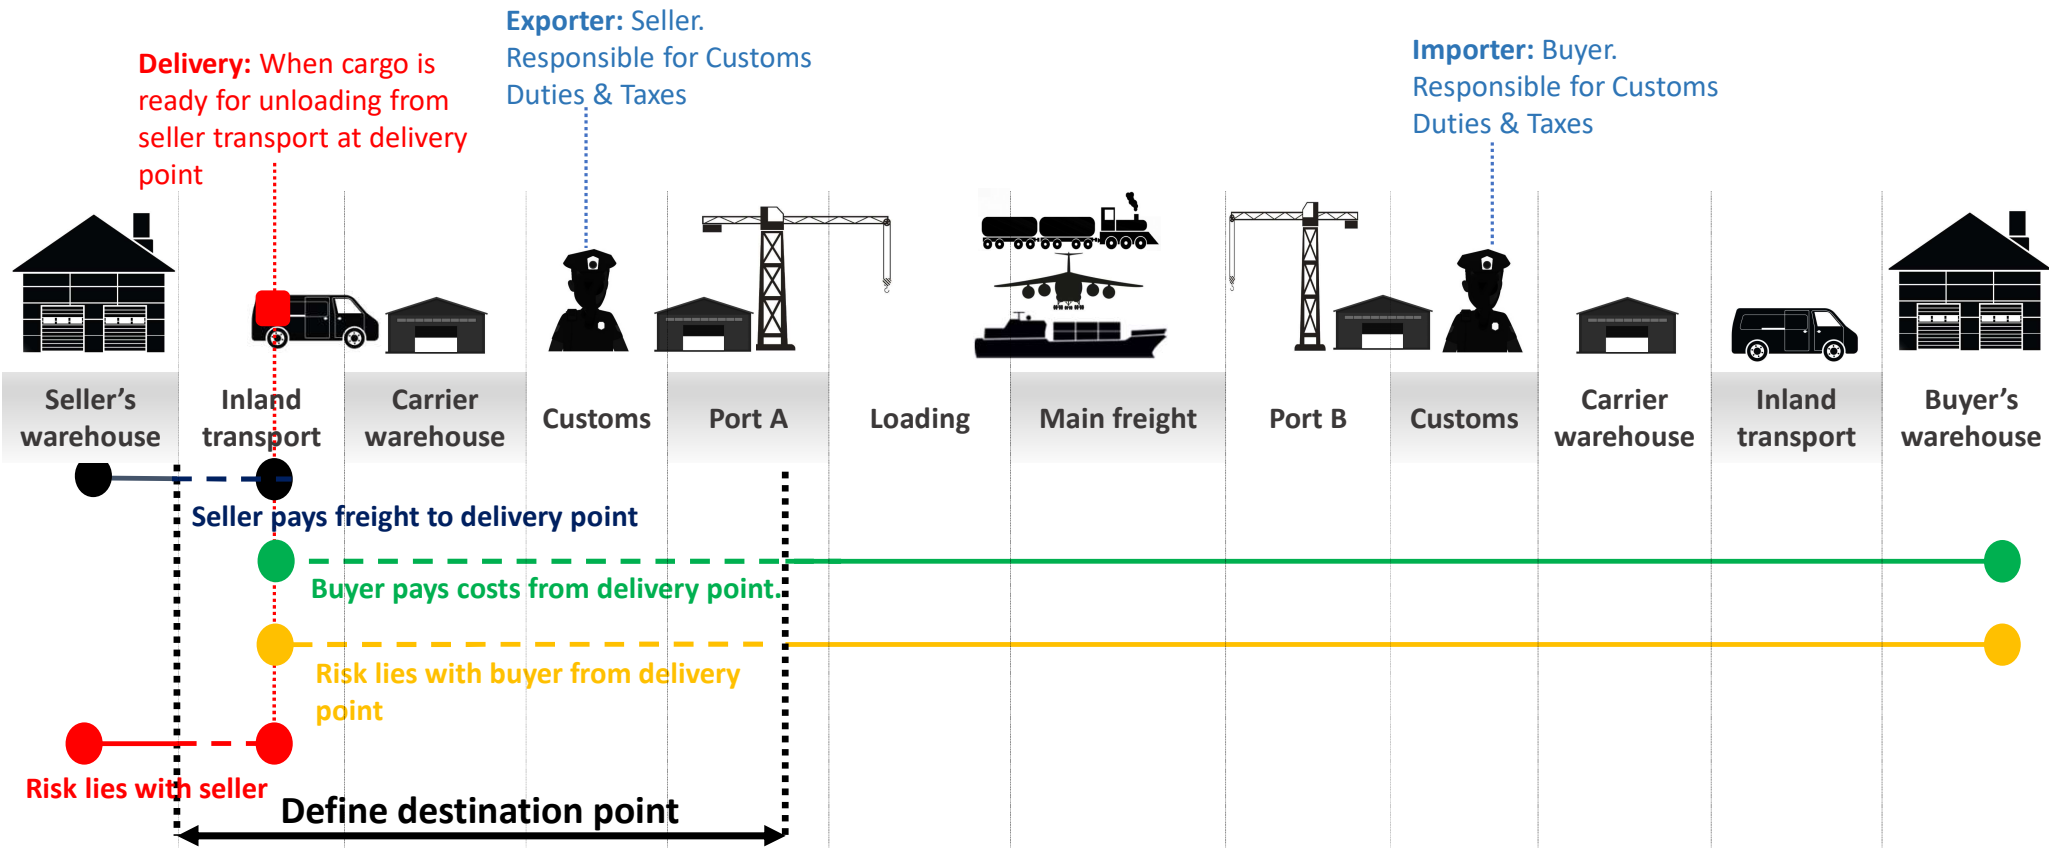 Exporter: Seller.
Responsible for Customs
Duties & Taxes
Importer: Buyer.
Responsible for Customs
Duties & Taxes
Delivery: When cargo is
ready for unloading from
seller transport at delivery
point
Seller's
warehouse
Inland
transport
Carrier
warehouse
Customs
Port A
Loading
Main freight
Port B
Customs
Carrier
warehouse
Inland
transport
Buyer's
warehouse
Seller pays freight to delivery point
Buyer pays costs from delivery point.
Risk lies with buyer from delivery
point
Risk lies with seller
Define destination point